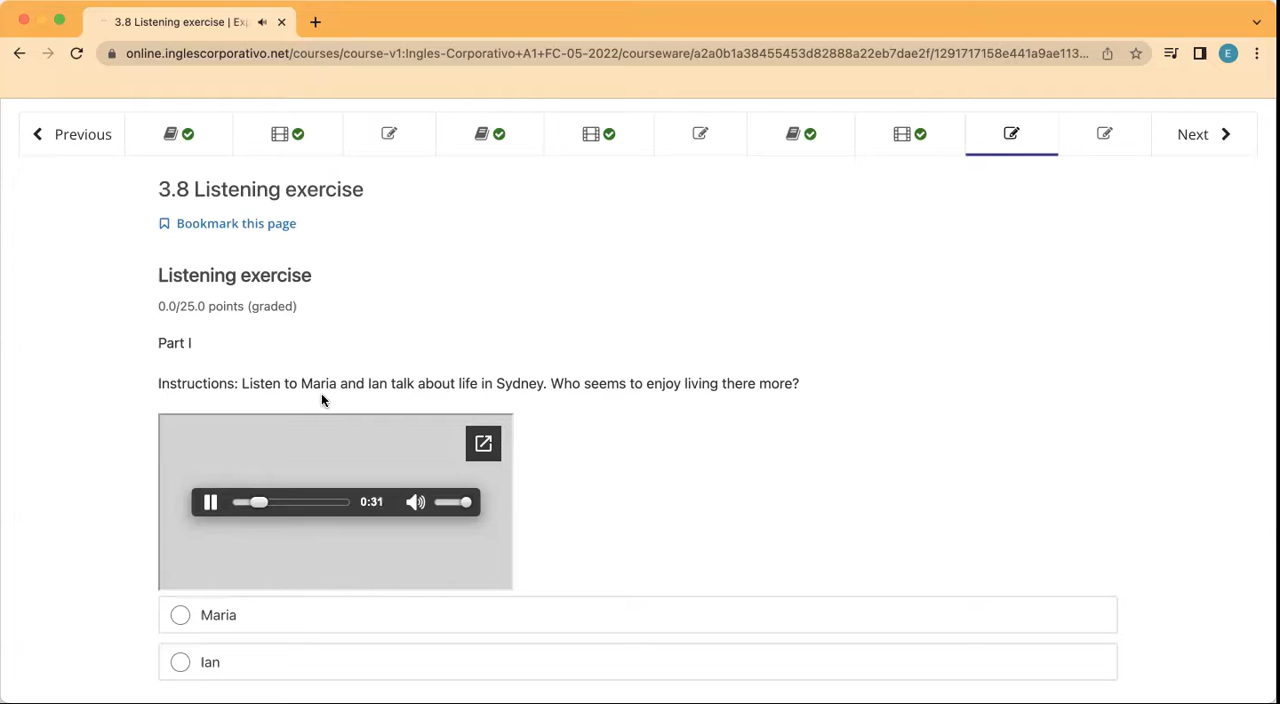 3.8 Listening exercise | Ex
online.inglescorporativo.net/courses/course-v1:Ingles-Corporativo+A1+FC-05-2022/courseware/a2a0b1a38455453d82888a22eb7dae2f/1291717158e441a9ae113...
E
Previous
Next
3.8 Listening exercise
Bookmark this page
Listening exercise
0.0/25.0 points (graded)
Part I
Instructions: Listen to Maria and Ian talk about life in Sydney. Who seems to enjoy living there more?
0:31
Maria
Ian